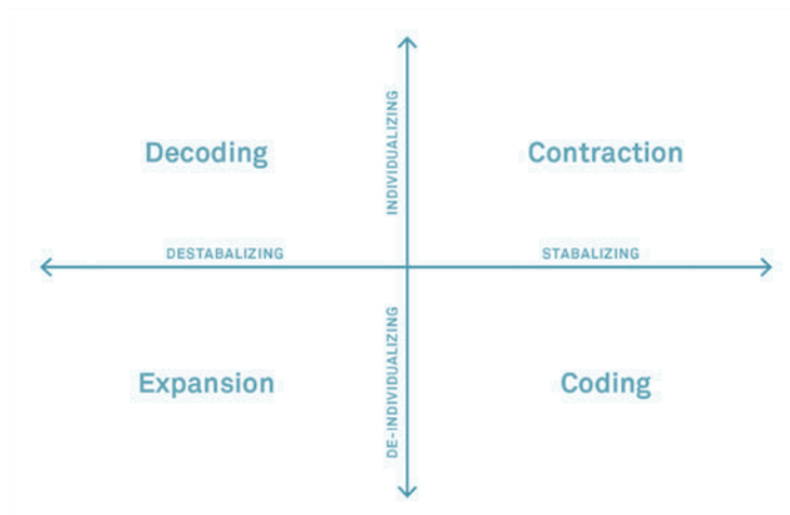 INDIVIDUALIZING
Decoding
Contraction
DESTABALIZING
STABALIZING
DE-INDIVIDUALIZING
Expansion
Coding